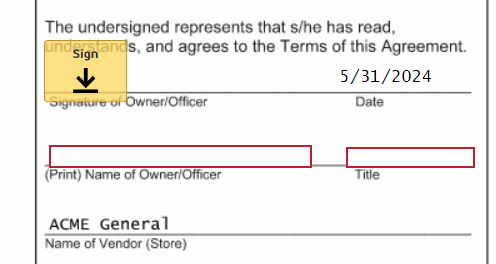 The undersigned represents that s/he has read,
understands, and agrees to the Terms of this Agreement.
Sign
5/31/2024
Signature of Owner/Officer Date
(Print) Name of Owner/Officer Title
ACME General
Name of Vendor (Store)